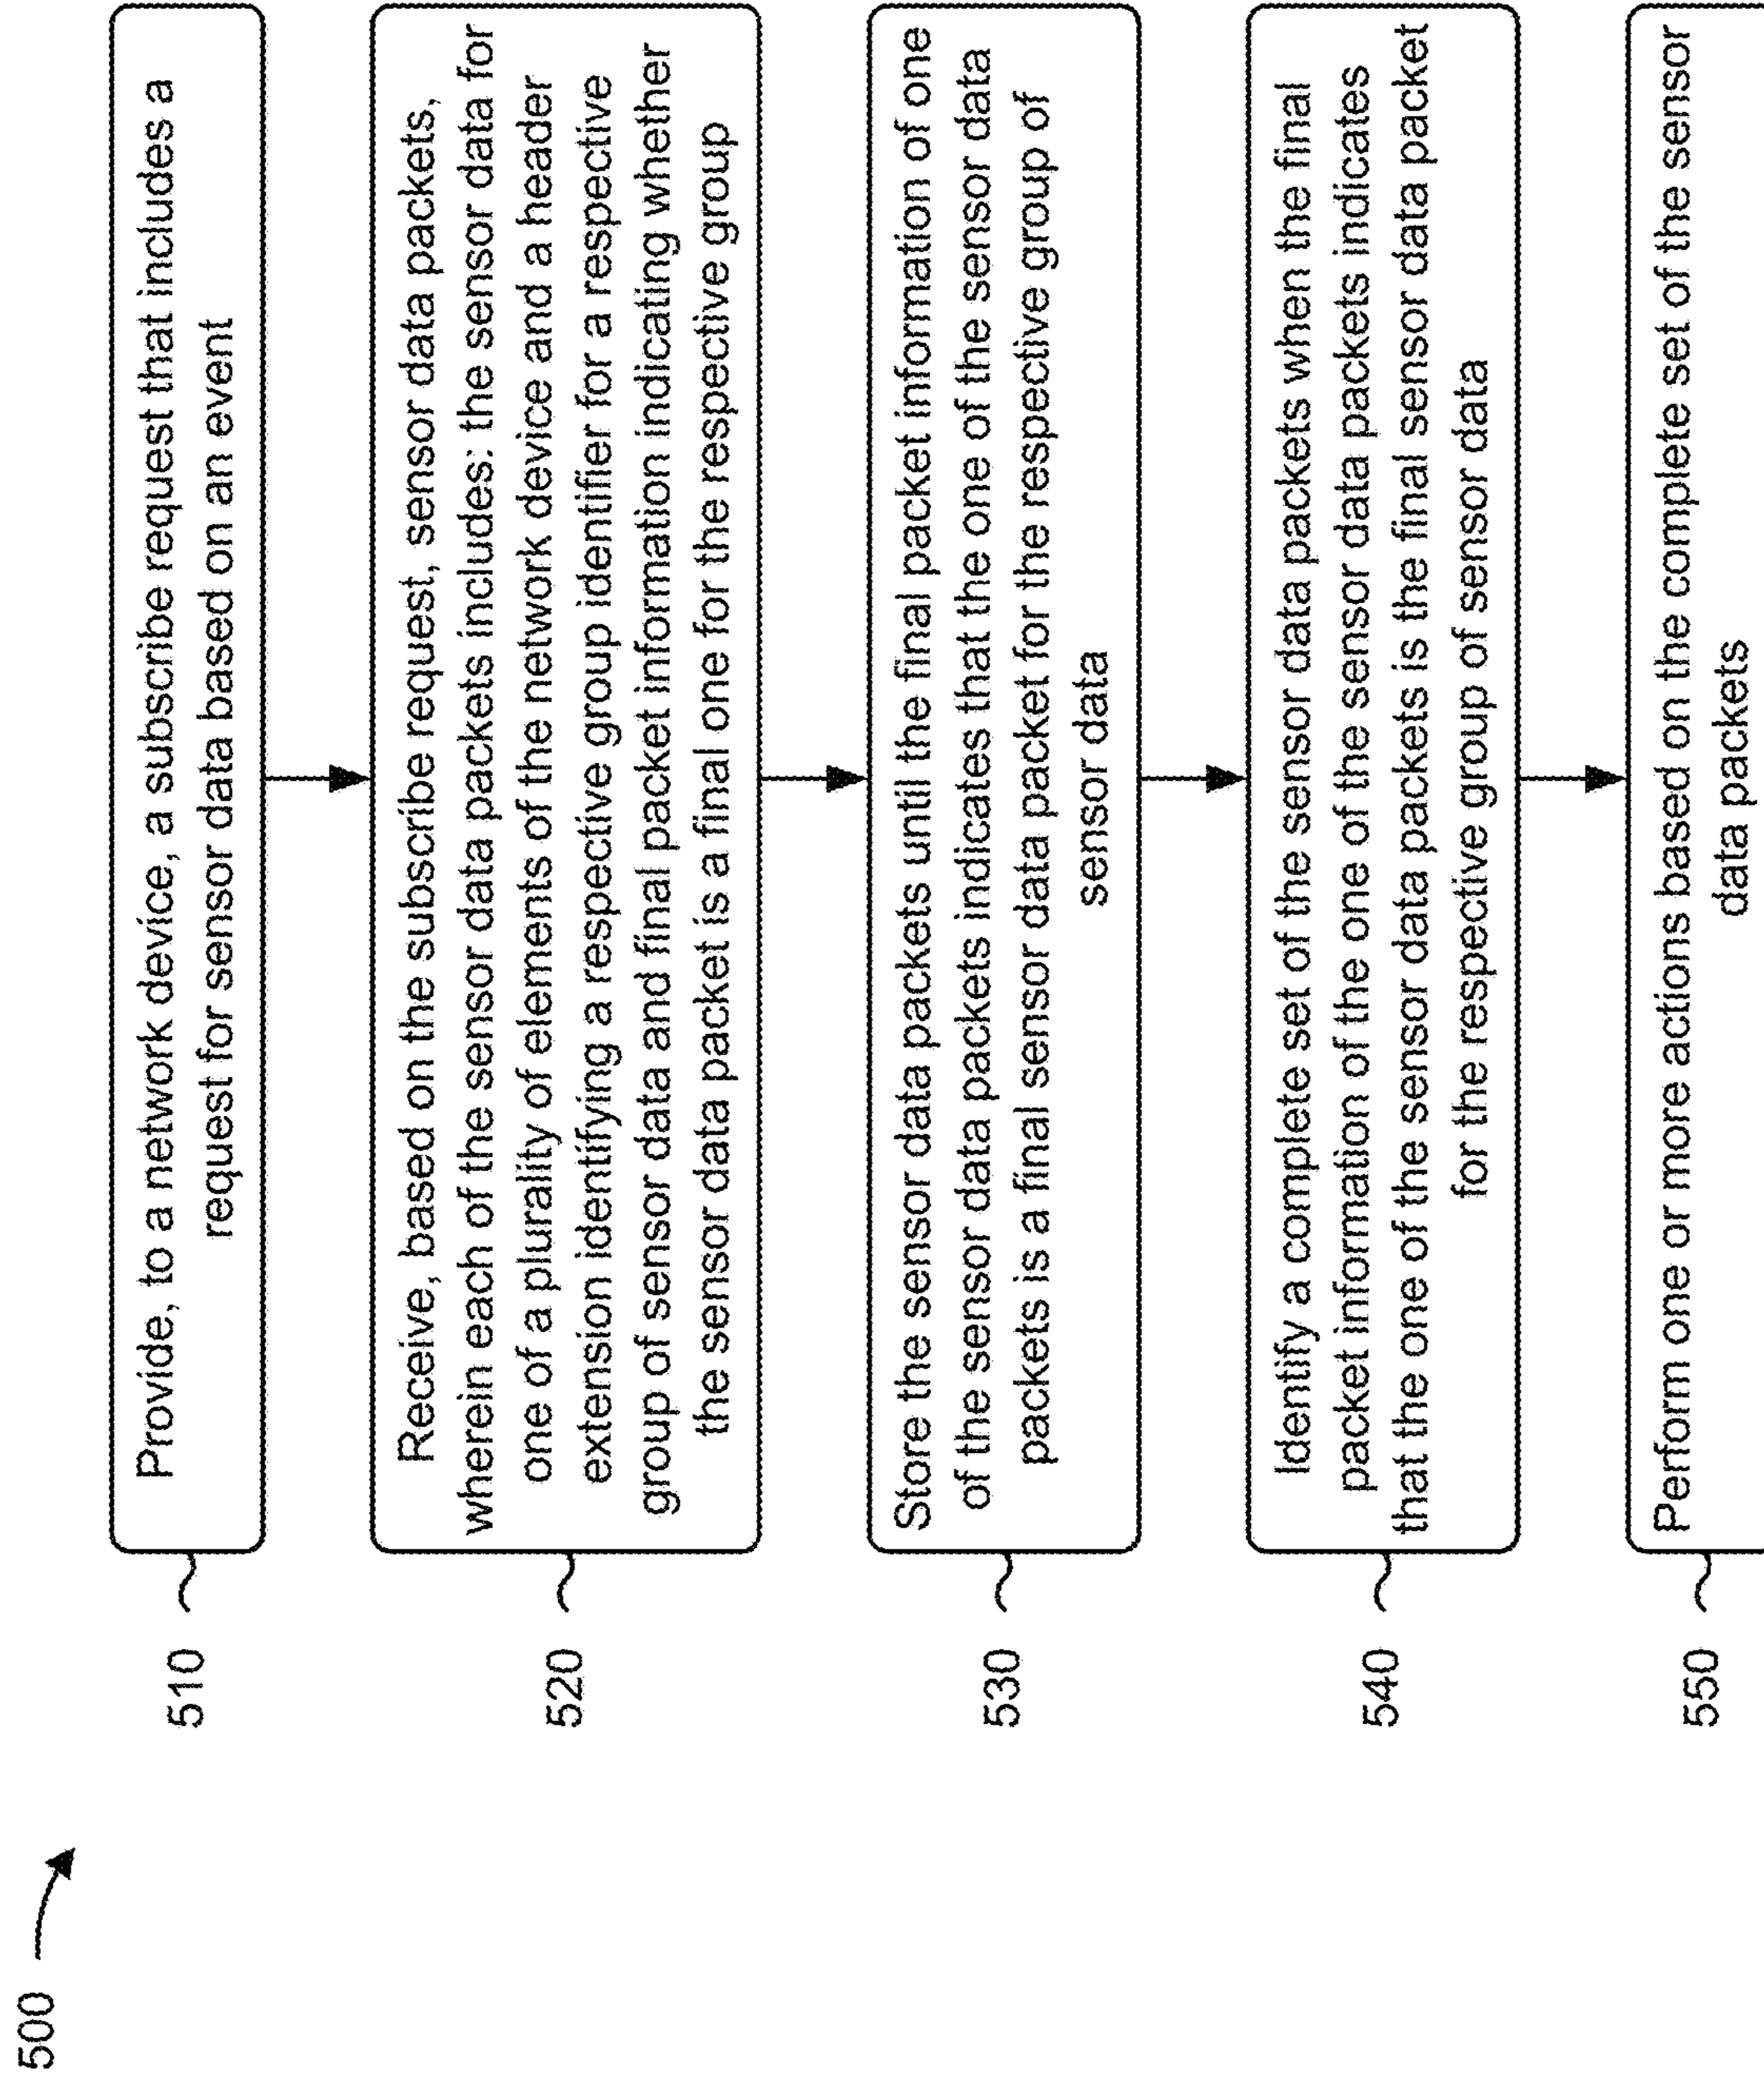 500
510
Provide, to a network device, a subscribe request that includes a
request for sensor data based on an event
520
Receive, based on the subscribe request, sensor data packets,
wherein each of the sensor data packets includes: the sensor data for
one of a plurality of elements of the network device and a header
extension identifying a respective group identifier for a respective
group of sensor data and final packet information indicating whether
the sensor data packet is a final one for the respective group
530
Store the sensor data packets until the final packet information of one
of the sensor data packets indicates that the one of the sensor data
packets is a final sensor data packet for the respective group of
sensor data
540
Identify a complete set of the sensor data packets when the final
packet information of the one of the sensor data packets indicates
that the one of the sensor data packets is the final sensor data packet
for the respective group of sensor data
550
Perform one or more actions based on the complete set of the sensor
data packets